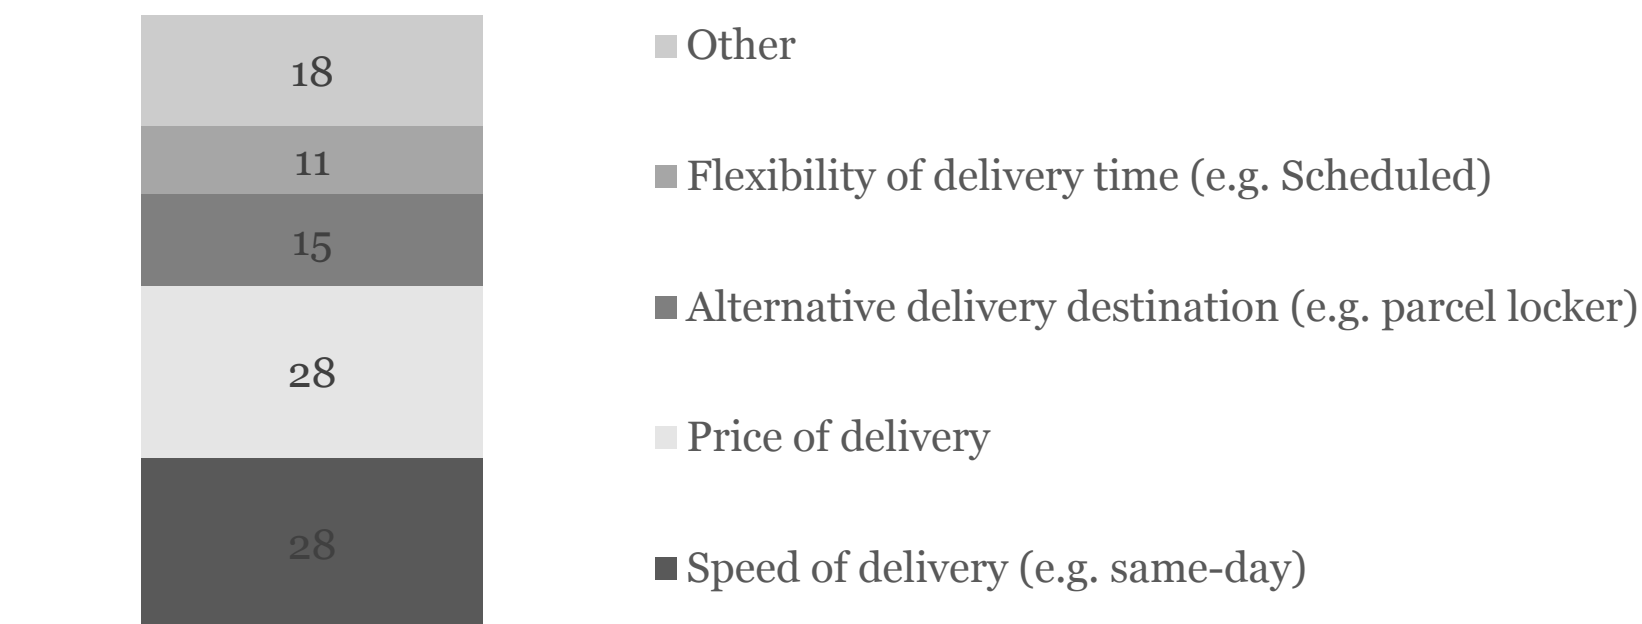 18
11
15
28
28
Other
Flexibility of delivery time (e.g. Scheduled)
Alternative delivery destination (e.g. parcel locker)
Price of delivery
Speed of delivery (e.g. same-day)